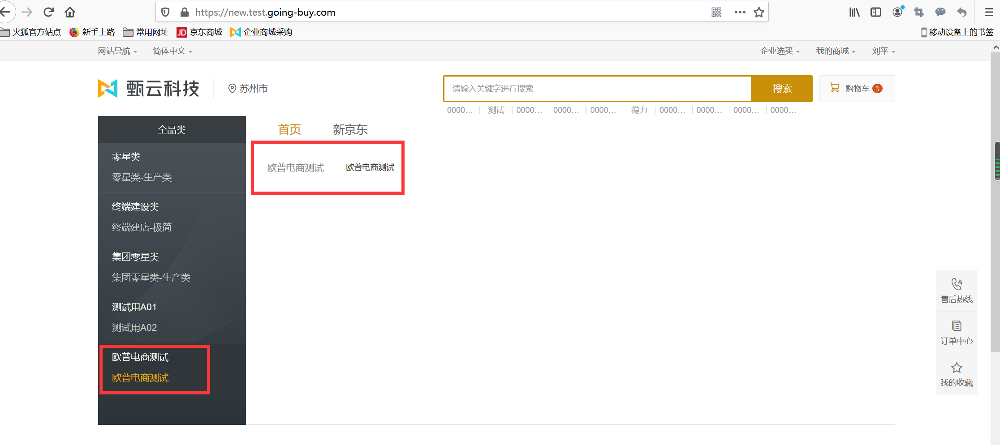 https://new.test.going-buy.com
火狐官方站点 新手上路 常用网址 JD 京东商城 企业商城采购 移动设备上的书签
网站导航 简体中文 企业选买 我的商城 刘平
甄云科技 苏州市 请输入关键字进行搜索 搜索 购物车 3
0000... 测试 0000... 0000... 0000... 得力 0000... 0000... 0000... 0000...
全品类 首页 新京东
零星类
零星类-生产类
终端建设类
终端建店-极简
集团零星类
集团零星类-生产类
测试用A01
测试用A02
欧普电商测试
欧普电商测试
欧普电商测试 欧普电商测试
售后热线
订单中心
我的收藏